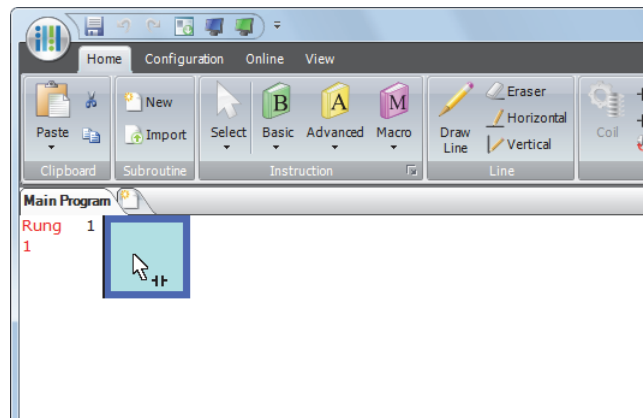 Home Configuration Online View
Paste
Clipboard
New
Import
Subroutine
Select
B
Basic
A
Advanced
M
Macro
Instruction
Draw
Line
Eraser
Horizontal
Vertical
Line
Coil
Main Program
Rung 1
1